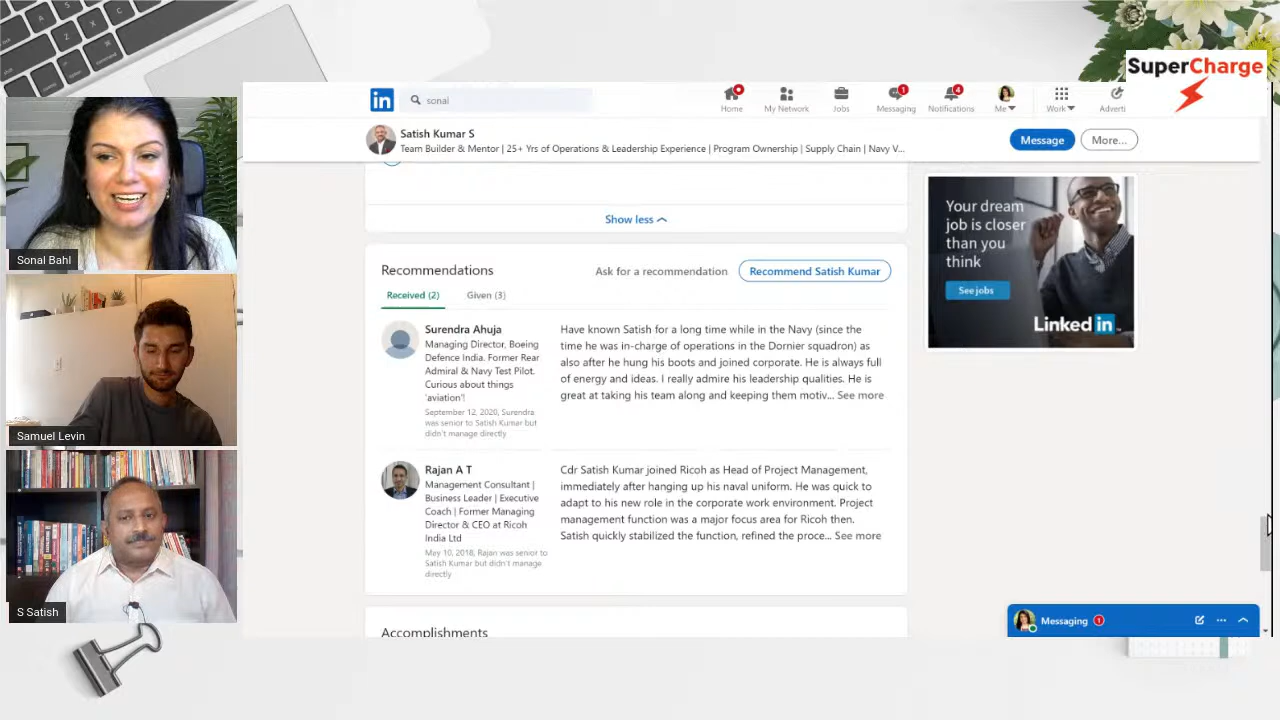 SuperCharge
in
sonal
Home
My Network
Jobs
1
Messaging
4
Notifications
Me
Work
Adverti
Satish Kumar S
Team Builder & Mentor | 25+ Yrs of Operations & Leadership Experience | Program Ownership | Supply Chain | Navy V...
Message
More...
Show less
Recommendations
Ask for a recommendation
Recommend Satish Kumar
Received (2)
Given (3)
Surendra Ahuja
Managing Director, Boeing
Defence India. Former Rear
Admiral & Navy Test Pilot.
Curious about things
'aviation'!
September 12, 2020, Surendra
was senior to Satish Kumar but
didn't manage directly
Have known Satish for a long time while in the Navy (since the
time he was in-charge of operations in the Dornier squadron) as
also after he hung his boots and joined corporate. He is always full
of energy and ideas. I really admire his leadership qualities. He is
great at taking his team along and keeping them motiv... See more
Rajan A T
Management Consultant |
Business Leader | Executive
Coach | Former Managing
Director & CEO at Ricoh
India Ltd
May 10, 2018, Rajan was senior to
Satish Kumar but didn't manage
directly
Cdr Satish Kumar joined Ricoh as Head of Project Management,
immediately after hanging up his naval uniform. He was quick to
adapt to his new role in the corporate work environment. Project
management function was a major focus area for Ricoh then.
Satish quickly stabilized the function, refined the proce... See more
Accomplishments
Your dream
job is closer
than you
think
See jobs
Linked in
Messaging 1
Sonal Bahl
Samuel Levin
S Satish